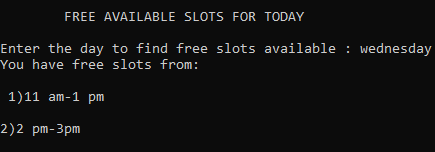 FREE AVAILABLE SLOTS FOR TODAY
Enter the day to find free slots available : wednesday
You have free slots from:
1)11 am-1 pm
2)2 pm-3pm